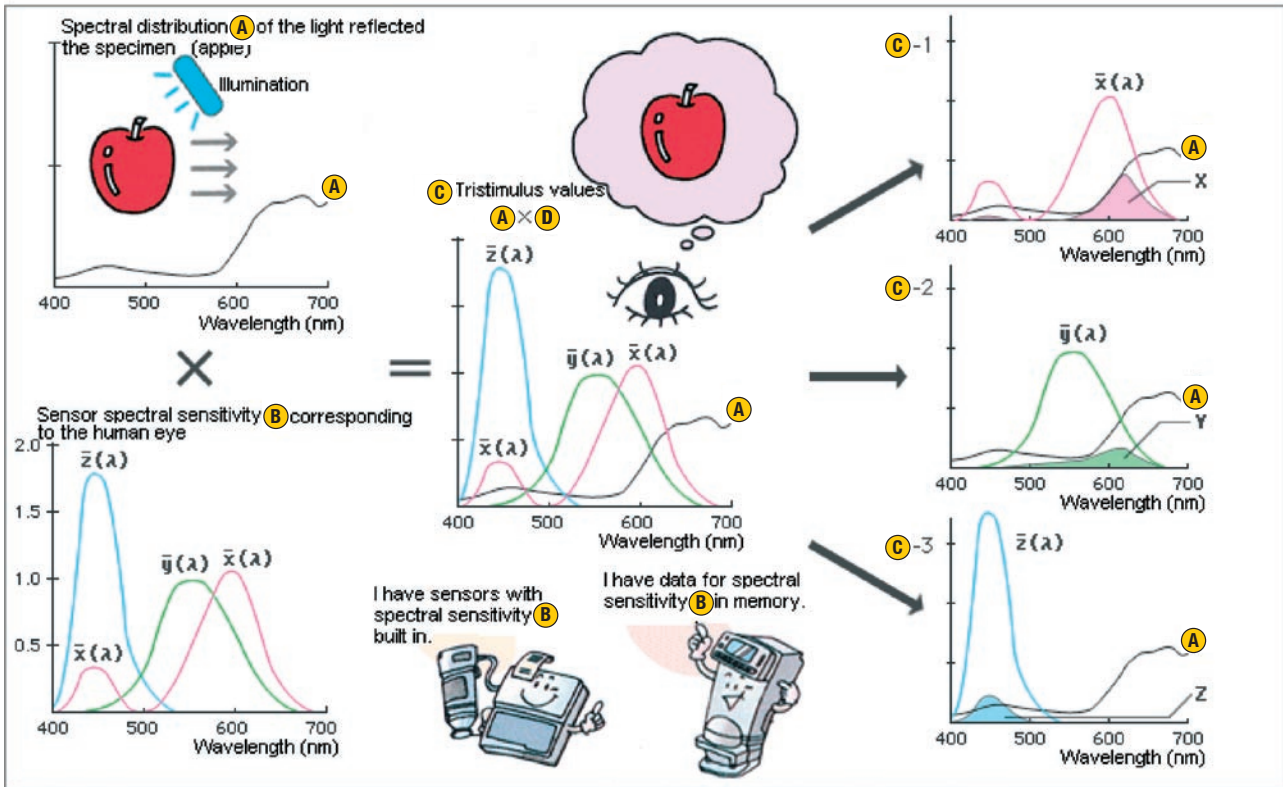 Spectral distribution A of the light reflected
the specimen (apple)
Illumination
A
400 500 600 700
Wavelength (nm)
×
Sensor spectral sensitivity B corresponding
to the human eye
2.0
z̄(λ)
1.5
ȳ(λ) x̄(λ)
1.0
x̄(λ)
0.5
400 500 600 700
Wavelength (nm)
=
C Tristimulus values
A × D
z̄(λ)
ȳ(λ) x̄(λ)
A
x̄(λ)
400 500 600 700
Wavelength (nm)
I have sensors with
spectral sensitivity B
built in.
I have data for spectral
sensitivity B in memory.
C-1
x̄(λ)
A
X
400 500 600 700
Wavelength (nm)
C-2
ȳ(λ)
A
Y
400 500 600 700
Wavelength (nm)
C-3
z̄(λ)
A
Z
400 500 600 700
Wavelength (nm)